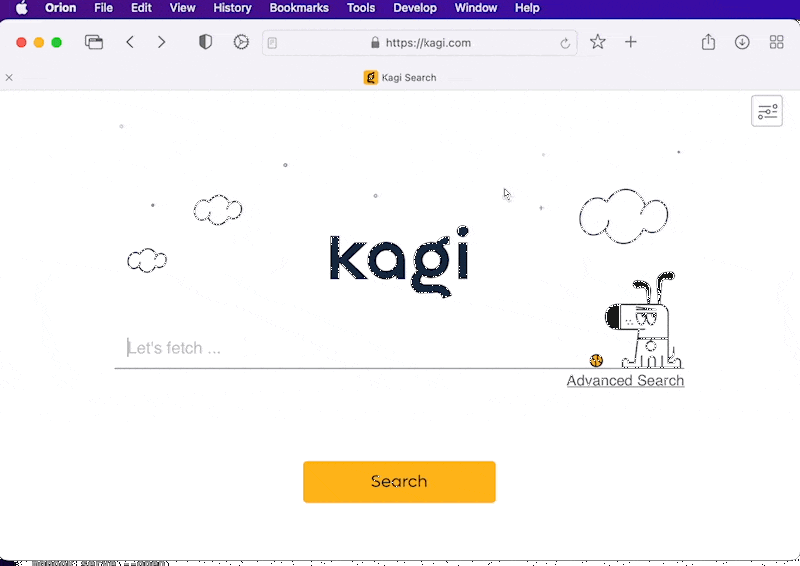 Orion File Edit View History Bookmarks Tools Develop Window Help
https://kagi.com
Kagi Search
kagi
Let's fetch ...
Advanced Search
Search